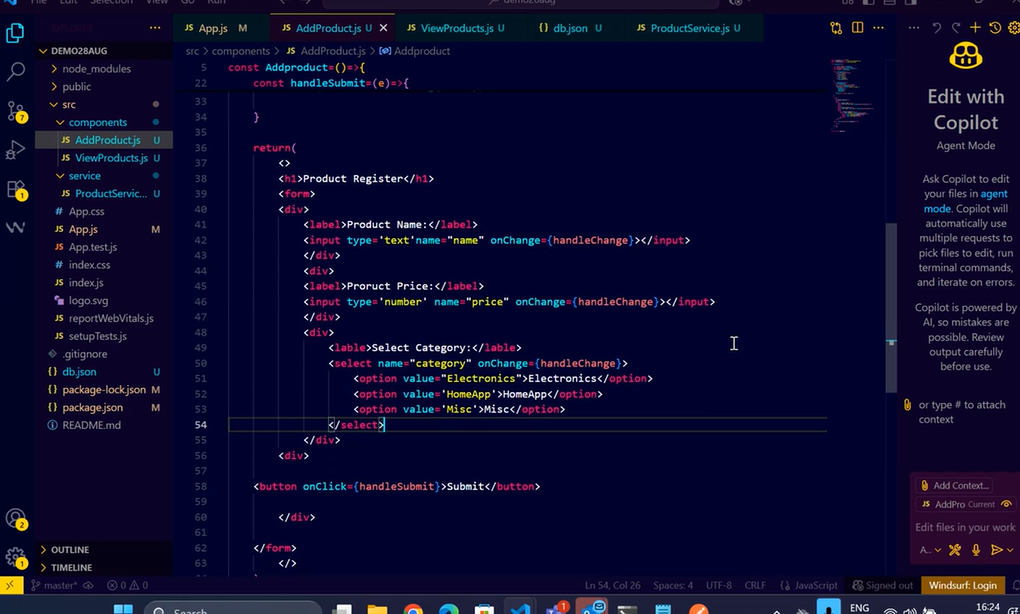 File Edit Selection View Go Run
demo28aug
EXPLORER
App.js M
AddProduct.js U
ViewProducts.js U
{} db.json U
ProductService.js U
DEMO28AUG
src > components > JS AddProduct.js > Addproduct
node_modules
public
src
components
JS AddProduct.js U
JS ViewProducts.js U
service
JS ProductServic... U
# App.css
JS App.js M
JS App.test.js
# index.css
JS index.js
logo.svg
JS reportWebVitals.js
JS setupTests.js
.gitignore
{} db.json U
{} package-lock.json M
{} package.json M
README.md
OUTLINE
TIMELINE
5 const Addproduct=()=>{
22 const handleSubmit=(e)=>{
33
34 }
35
36 return(
37 <>
38 <h1>Product Register</h1>
39 <form>
40 <div>
41 <label>Product Name:</label>
42 <input type='text'name="name" onChange={handleChange}></input>
43 </div>
44 <div>
45 <label>Proruct Price:</label>
46 <input type='number' name="price" onChange={handleChange}></input>
47 </div>
48 <div>
49 <lable>Select Category:</lable>
50 <select name="category" onChange={handleChange}>
51 <option value="Electronics">Electronics</option>
52 <option value='HomeApp'>HomeApp</option>
53 <option value='Misc'>Misc</option>
54 </select>
55 </div>
56 <div>
57
58 <button onClick={handleSubmit}>Submit</button>
59
60 </div>
61
62 </form>
63 </>
Edit with
Copilot
Agent Mode
Ask Copilot to edit
your files in agent
mode. Copilot will
automatically use
multiple requests to
pick files to edit, run
terminal commands,
and iterate on errors.
Copilot is powered by
AI, so mistakes are
possible. Review
output carefully
before use.
or type # to attach
context
Add Context...
JS AddPro Current
Edit files in your work
A..
7
1
2
1
master*
0 0
Ln 54, Col 26
Spaces: 4
UTF-8
CRLF
{} JavaScript
Signed out
Windsurf: Login
Search
1
ENG
16:24